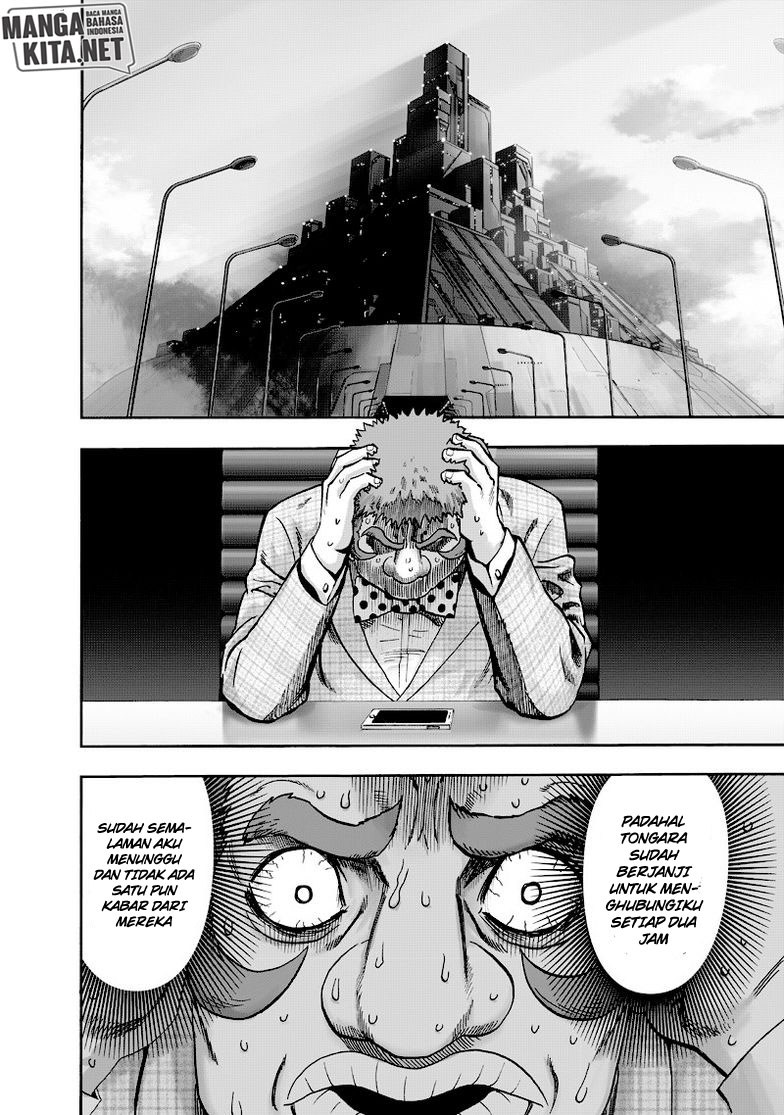 MANGA
KITA.NET
BACA MANGA
BAHASA
INDONESIA
PADAHAL
TONGARA
SUDAH
BERJANJI
UNTUK MEN-
GHUBUNGIKU
SETIAP DUA
JAM
SUDAH SEMA-
LAMAN AKU
MENUNGGU
DAN TIDAK ADA
SATU PUN
KABAR DARI
MEREKA